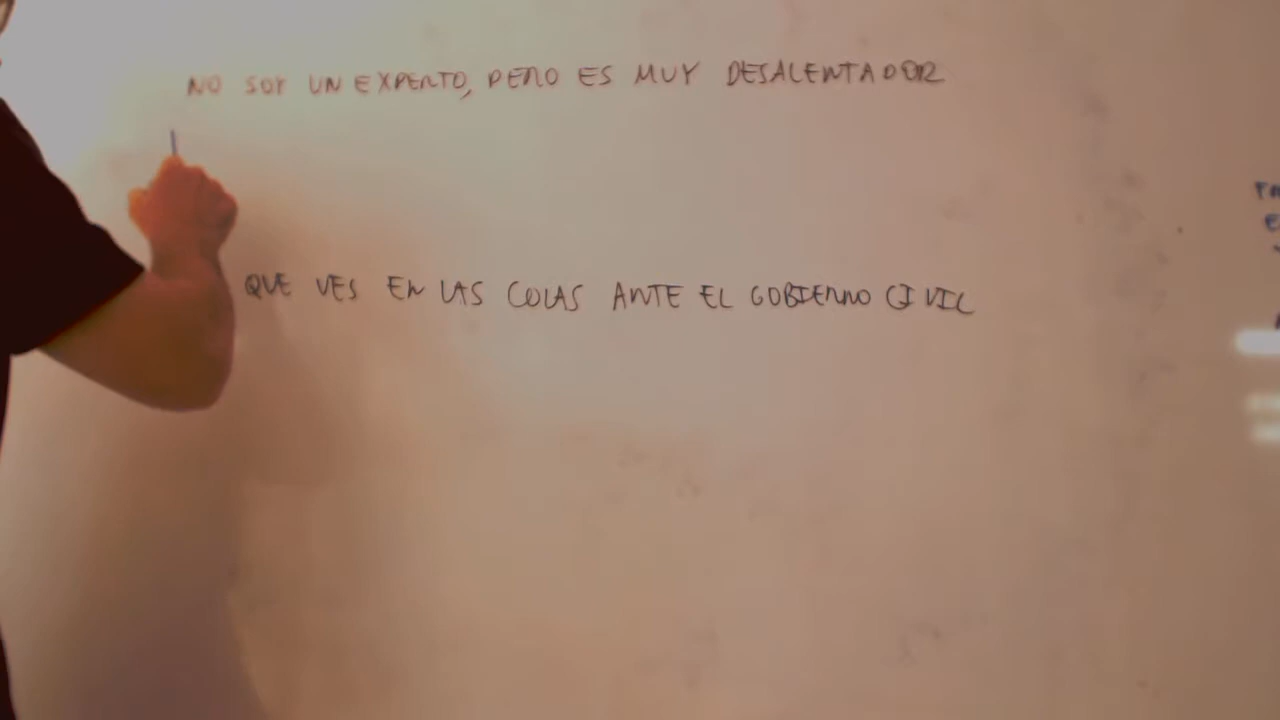 NO SOY UN EXPERTO, PERO ES MUY DESALENTADOR
QUE VES EN LAS COLAS ANTE EL GOBIERNO CIVIL